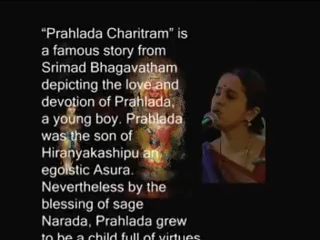 “Prahlada Charitram” is
a famous story from
Srimad Bhagavatham
depicting the love and
devotion of Prahlada,
a young boy. Prahlada
was the son of
Hiranyakashipu an
egoistic Asura.
Nevertheless by the
blessing of sage
Narada, Prahlada grew
to be a child full of virtues